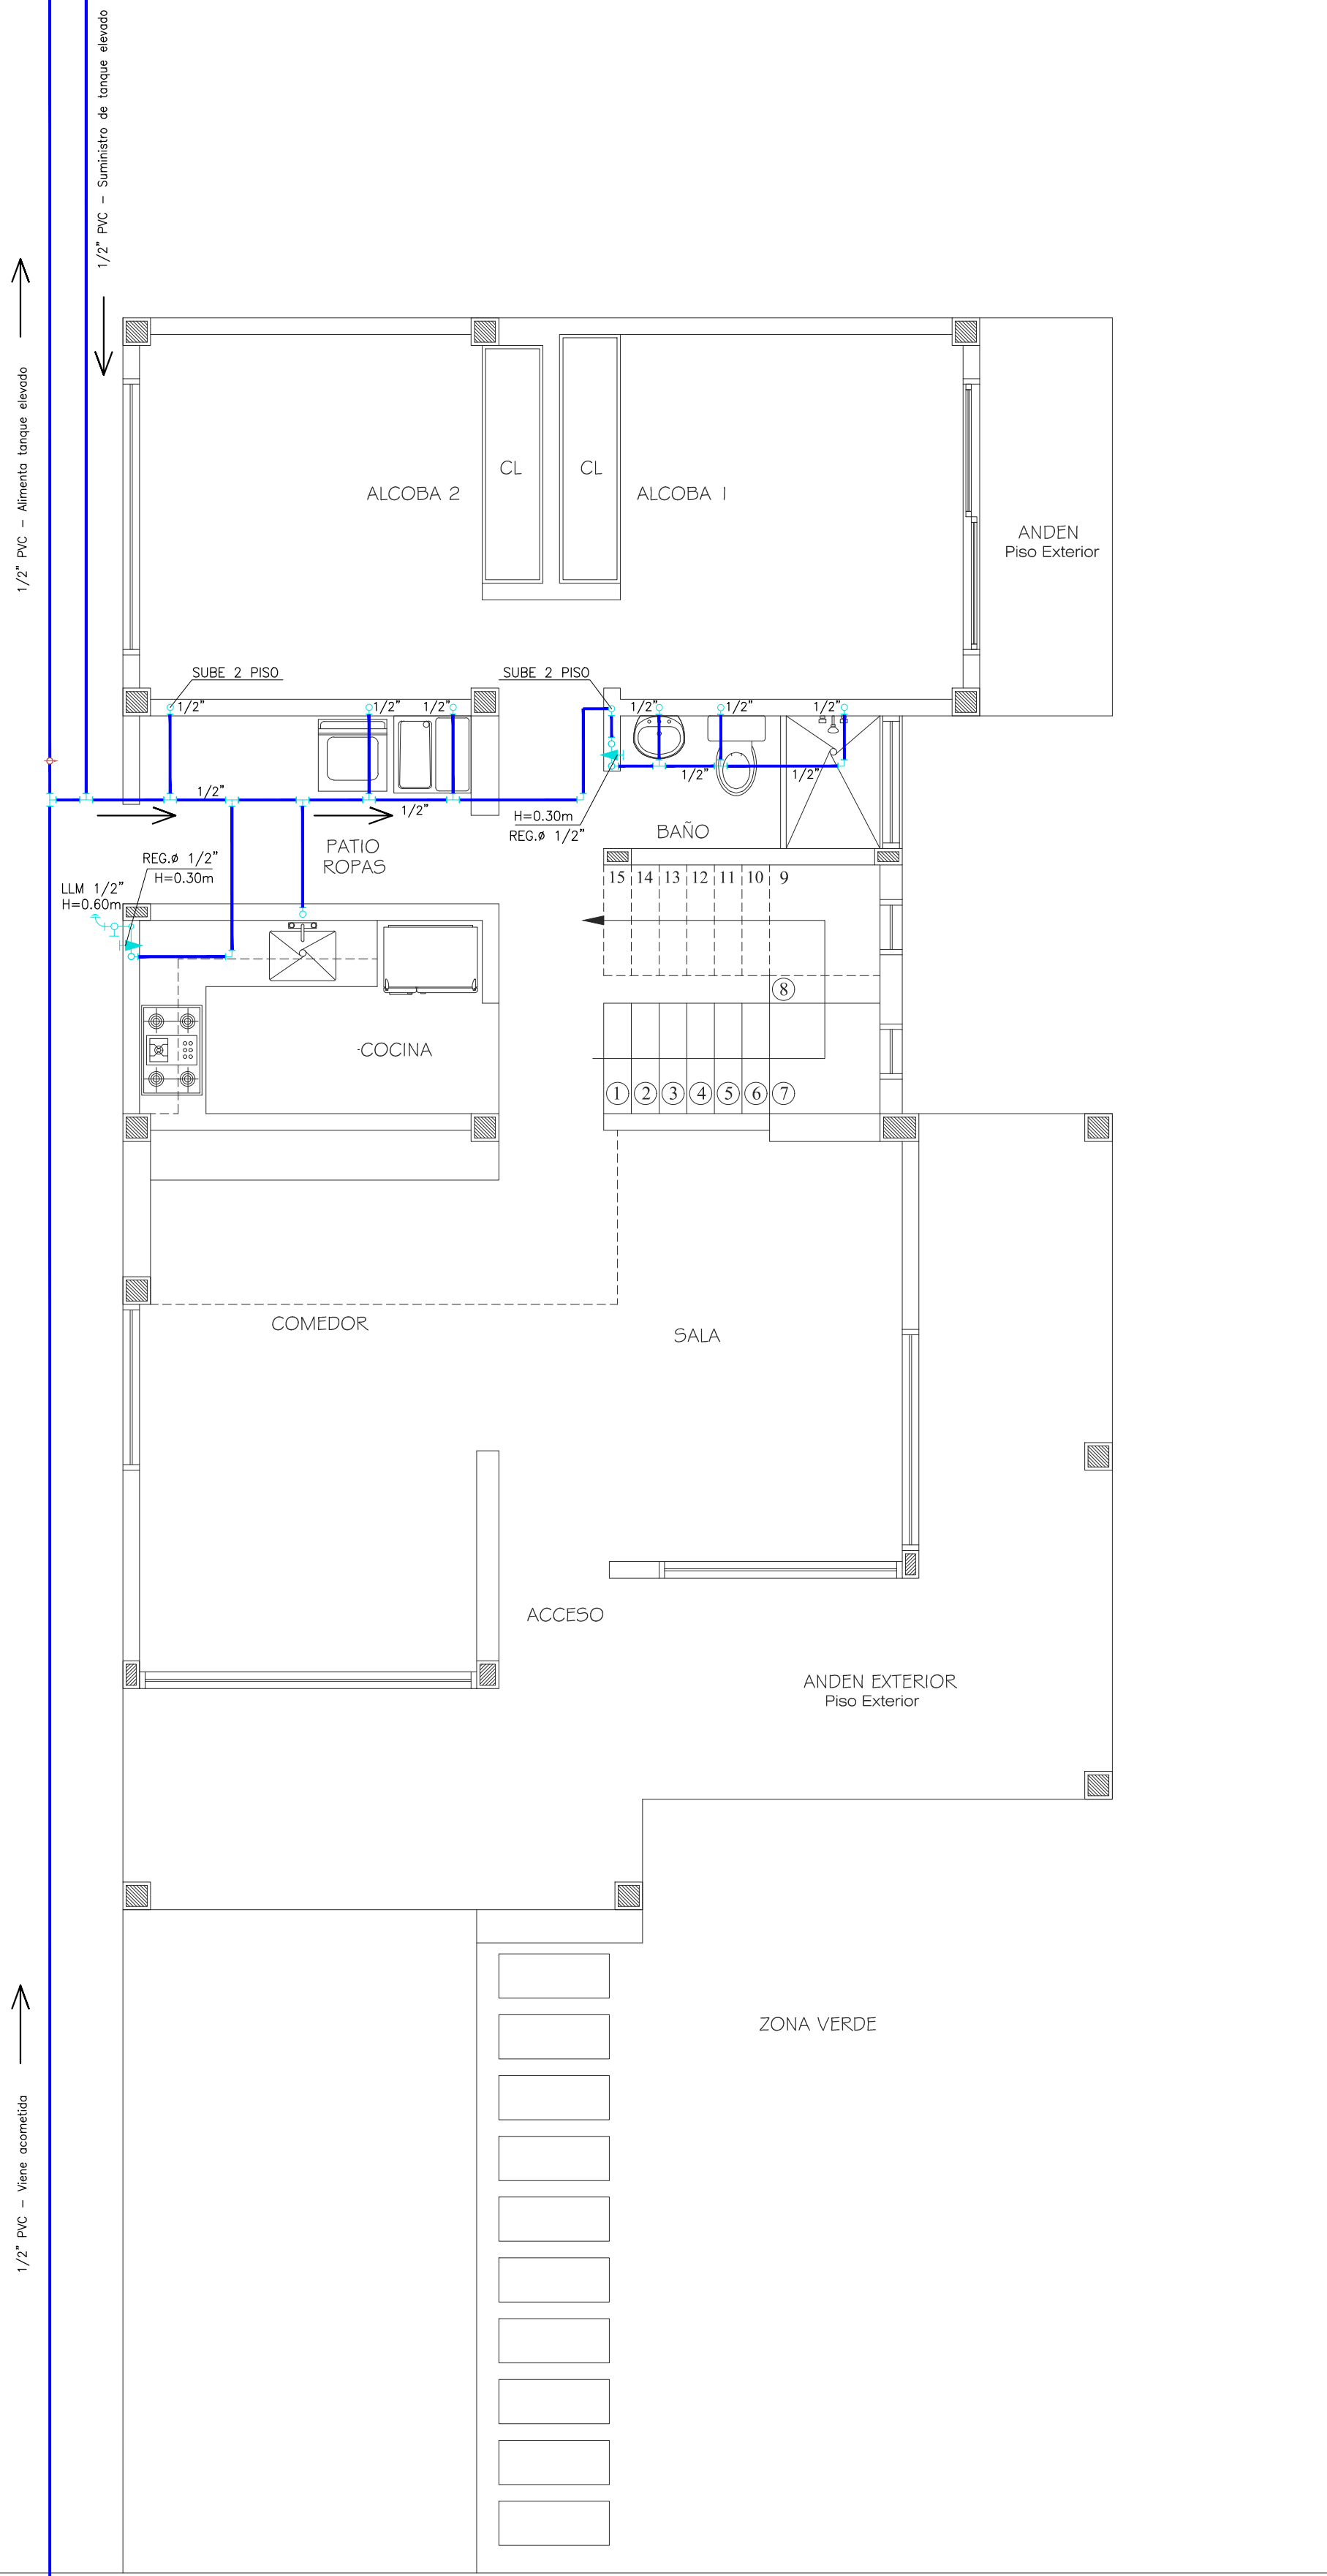 1/2” PVC – Suministro de tanque elevado
1/2” PVC – Alimenta tanque elevado
CL
CL
ALCOBA 2
ALCOBA 1
ANDEN
Piso Exterior
SUBE 2 PISO
SUBE 2 PISO
1/2”
1/2”
1/2”
1/2”
1/2”
1/2”
1/2”
1/2”
1/2”
1/2”
H=0.30m
REG.ø 1/2”
BAÑO
PATIO
ROPAS
REG.ø 1/2”
H=0.30m
LLM 1/2”
H=0.60m
15 14 13 12 11 10 9
8
-COCINA
1 2 3 4 5 6 7
COMEDOR
SALA
ACCESO
ANDEN EXTERIOR
Piso Exterior
ZONA VERDE
1/2” PVC – Viene acometida